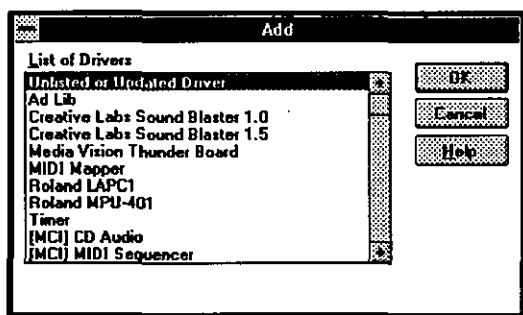 Add
List of Drivers
Unlisted or Updated Driver
Ad Lib
Creative Labs Sound Blaster 1.0
Creative Labs Sound Blaster 1.5
Media Vision Thunder Board
MIDI Mapper
Roland LAPC1
Roland MPU-401
Timer
[MCI] CD Audio
[MCI] MIDI Sequencer
OK
Cancel
Help